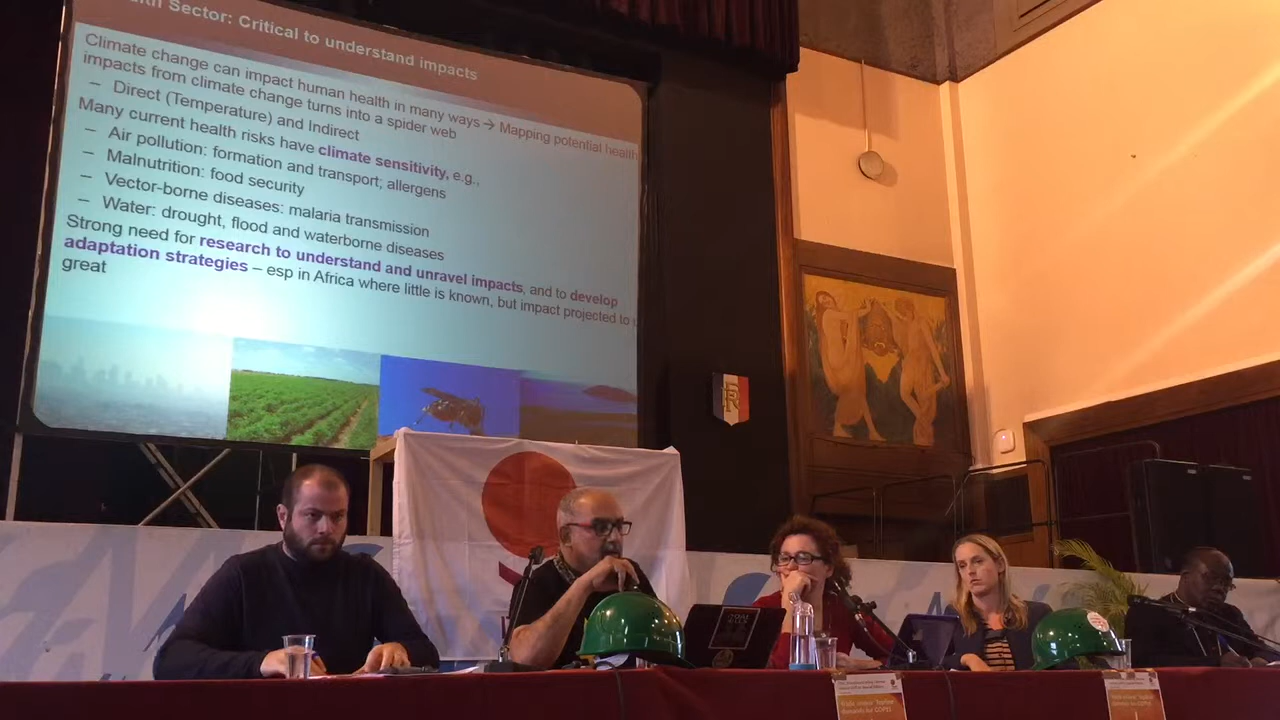 Sector: Critical to understand impacts
Climate change can impact human health in many ways → Mapping potential health
impacts from climate change turns into a spider web
– Direct (Temperature) and Indirect
Many current health risks have climate sensitivity, e.g.,
– Air pollution: formation and transport; allergens
– Malnutrition: food security
– Vector-borne diseases: malaria transmission
– Water: drought, flood and waterborne diseases
Strong need for research to understand and unravel impacts, and to develop
adaptation strategies – esp in Africa where little is known, but impact projected to
great
RF